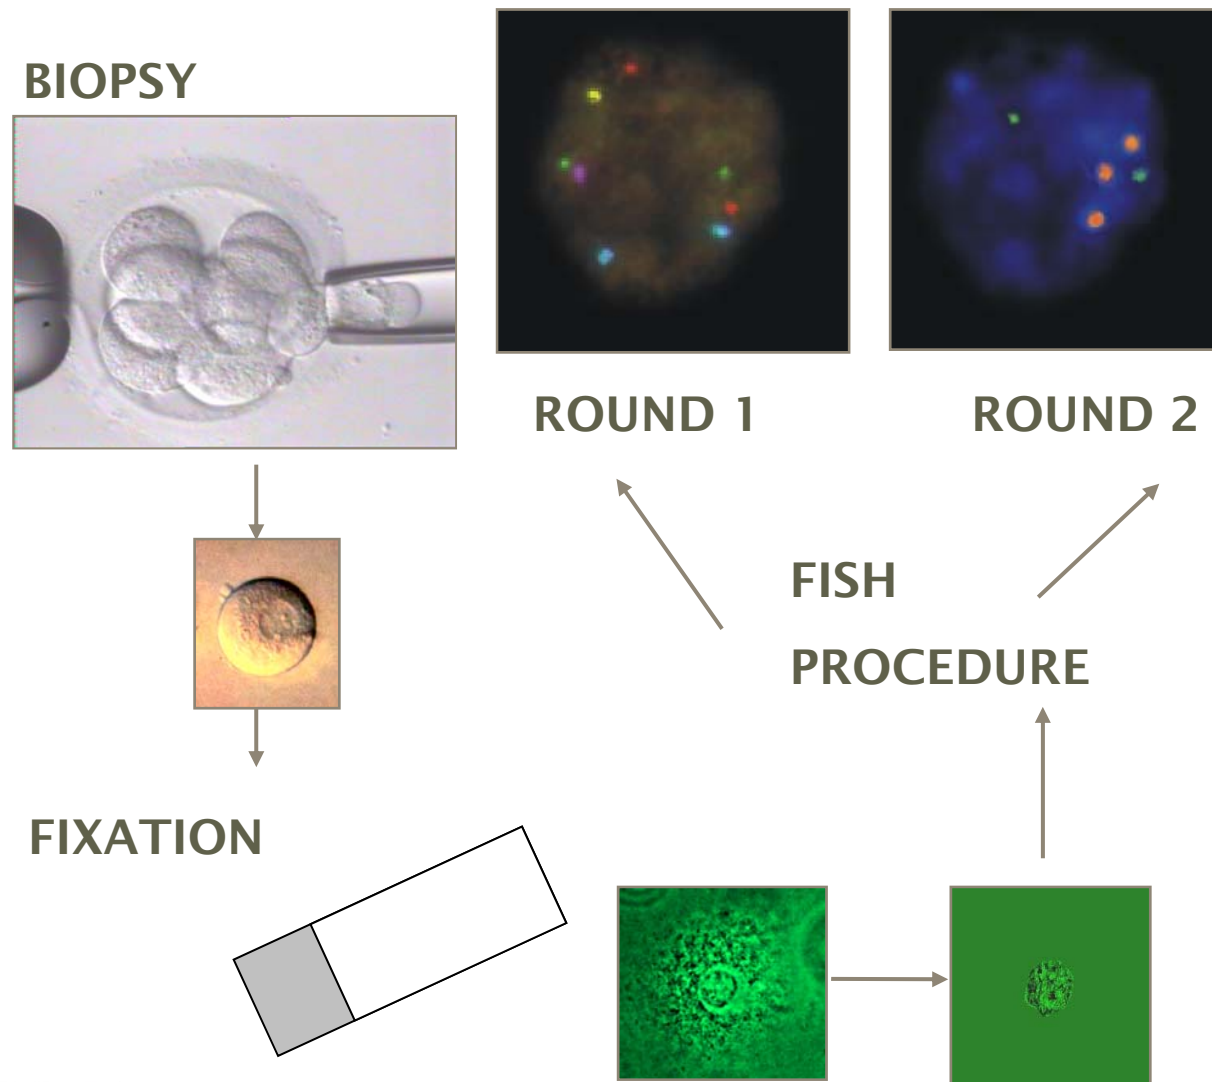 BIOPSY
ROUND 1
ROUND 2
FISH
PROCEDURE
FIXATION